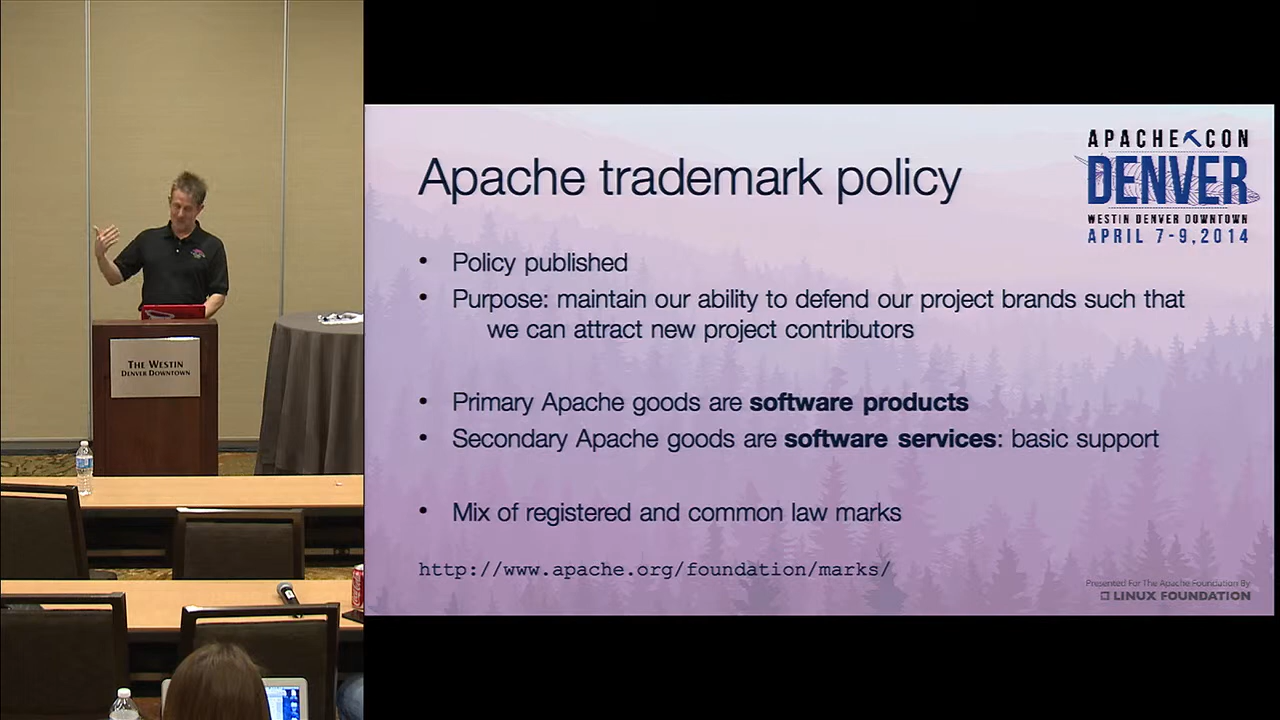 THE WESTIN
DENVER DOWNTOWN
Apache trademark policy
APACHE CON
DENVER
WESTIN DENVER DOWNTOWN
APRIL 7-9, 2014
• Policy published
• Purpose: maintain our ability to defend our project brands such that
we can attract new project contributors
• Primary Apache goods are software products
• Secondary Apache goods are software services: basic support
• Mix of registered and common law marks
http://www.apache.org/foundation/marks/
Presented For The Apache Foundation By
LINUX FOUNDATION